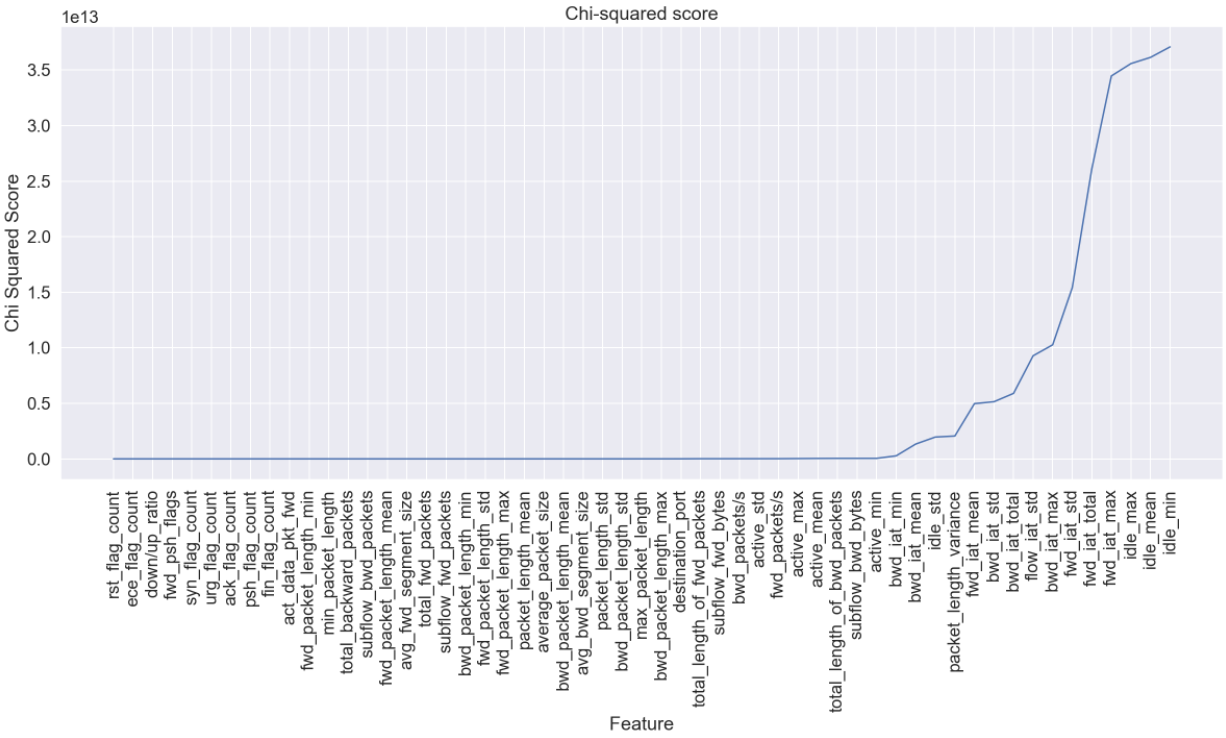 Chi-squared score
1e13
3.5
3.0
2.5
2.0
1.5
1.0
0.5
0.0
Chi Squared Score
rst_flag_count
ece_flag_count
down/up_ratio
fwd_psh_flags
syn_flag_count
urg_flag_count
ack_flag_count
psh_flag_count
fin_flag_count
act_data_pkt_fwd
fwd_packet_length_min
min_packet_length
total_backward_packets
subflow_bwd_packets
fwd_packet_length_mean
avg_fwd_segment_size
total_fwd_packets
subflow_fwd_packets
bwd_packet_length_min
fwd_packet_length_std
fwd_packet_length_max
packet_length_mean
average_packet_size
bwd_packet_length_mean
avg_bwd_segment_size
packet_length_std
bwd_packet_length_std
max_packet_length
bwd_packet_length_max
destination_port
total_length_of_fwd_packets
subflow_fwd_bytes
bwd_packets/s
active_std
fwd_packets/s
active_max
active_mean
total_length_of_bwd_packets
subflow_bwd_bytes
active_min
bwd_iat_min
bwd_iat_mean
idle_std
packet_length_variance
fwd_iat_mean
bwd_iat_std
bwd_iat_total
flow_iat_std
bwd_iat_max
fwd_iat_std
fwd_iat_total
fwd_iat_max
idle_max
idle_mean
idle_min
Feature